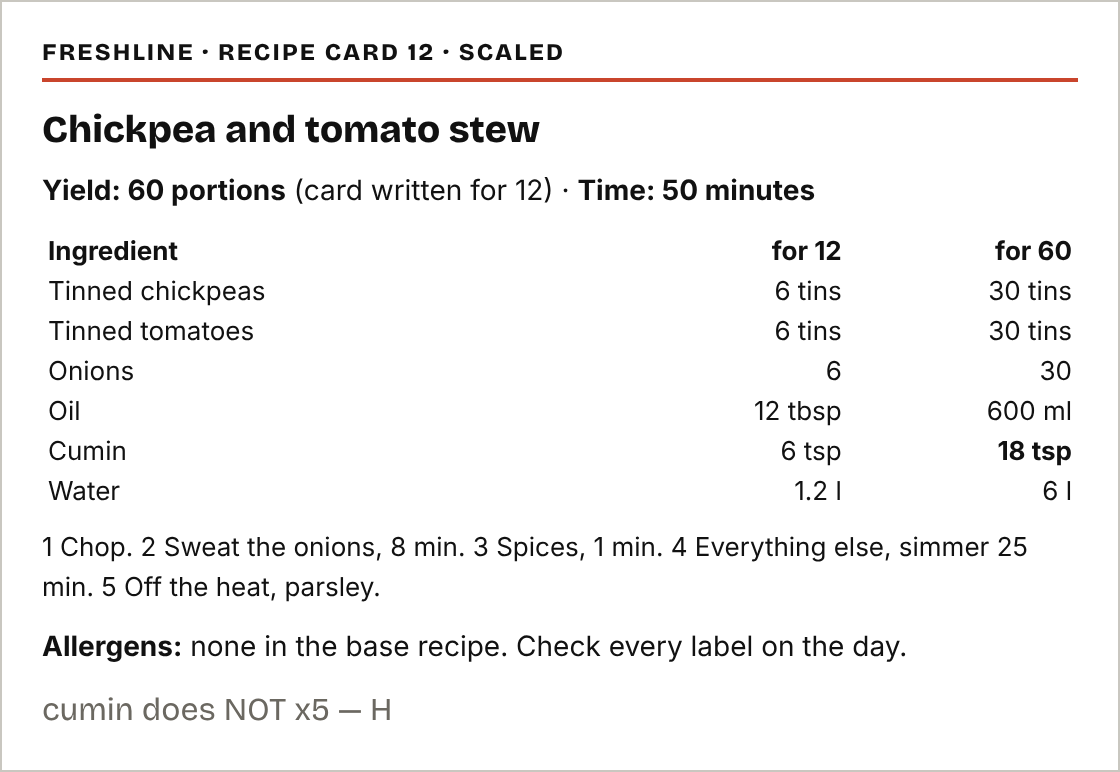 FRESHLINE · RECIPE CARD 12 · SCALED
Chickpea and tomato stew
Yield: 60 portions (card written for 12) · Time: 50 minutes
Ingredient for 12 for 60
Tinned chickpeas 6 tins 30 tins
Tinned tomatoes 6 tins 30 tins
Onions 6 30
Oil 12 tbsp 600 ml
Cumin 6 tsp 18 tsp
Water 1.2 l 6 l
1 Chop. 2 Sweat the onions, 8 min. 3 Spices, 1 min. 4 Everything else, simmer 25
min. 5 Off the heat, parsley.
Allergens: none in the base recipe. Check every label on the day.
cumin does NOT x5 — H